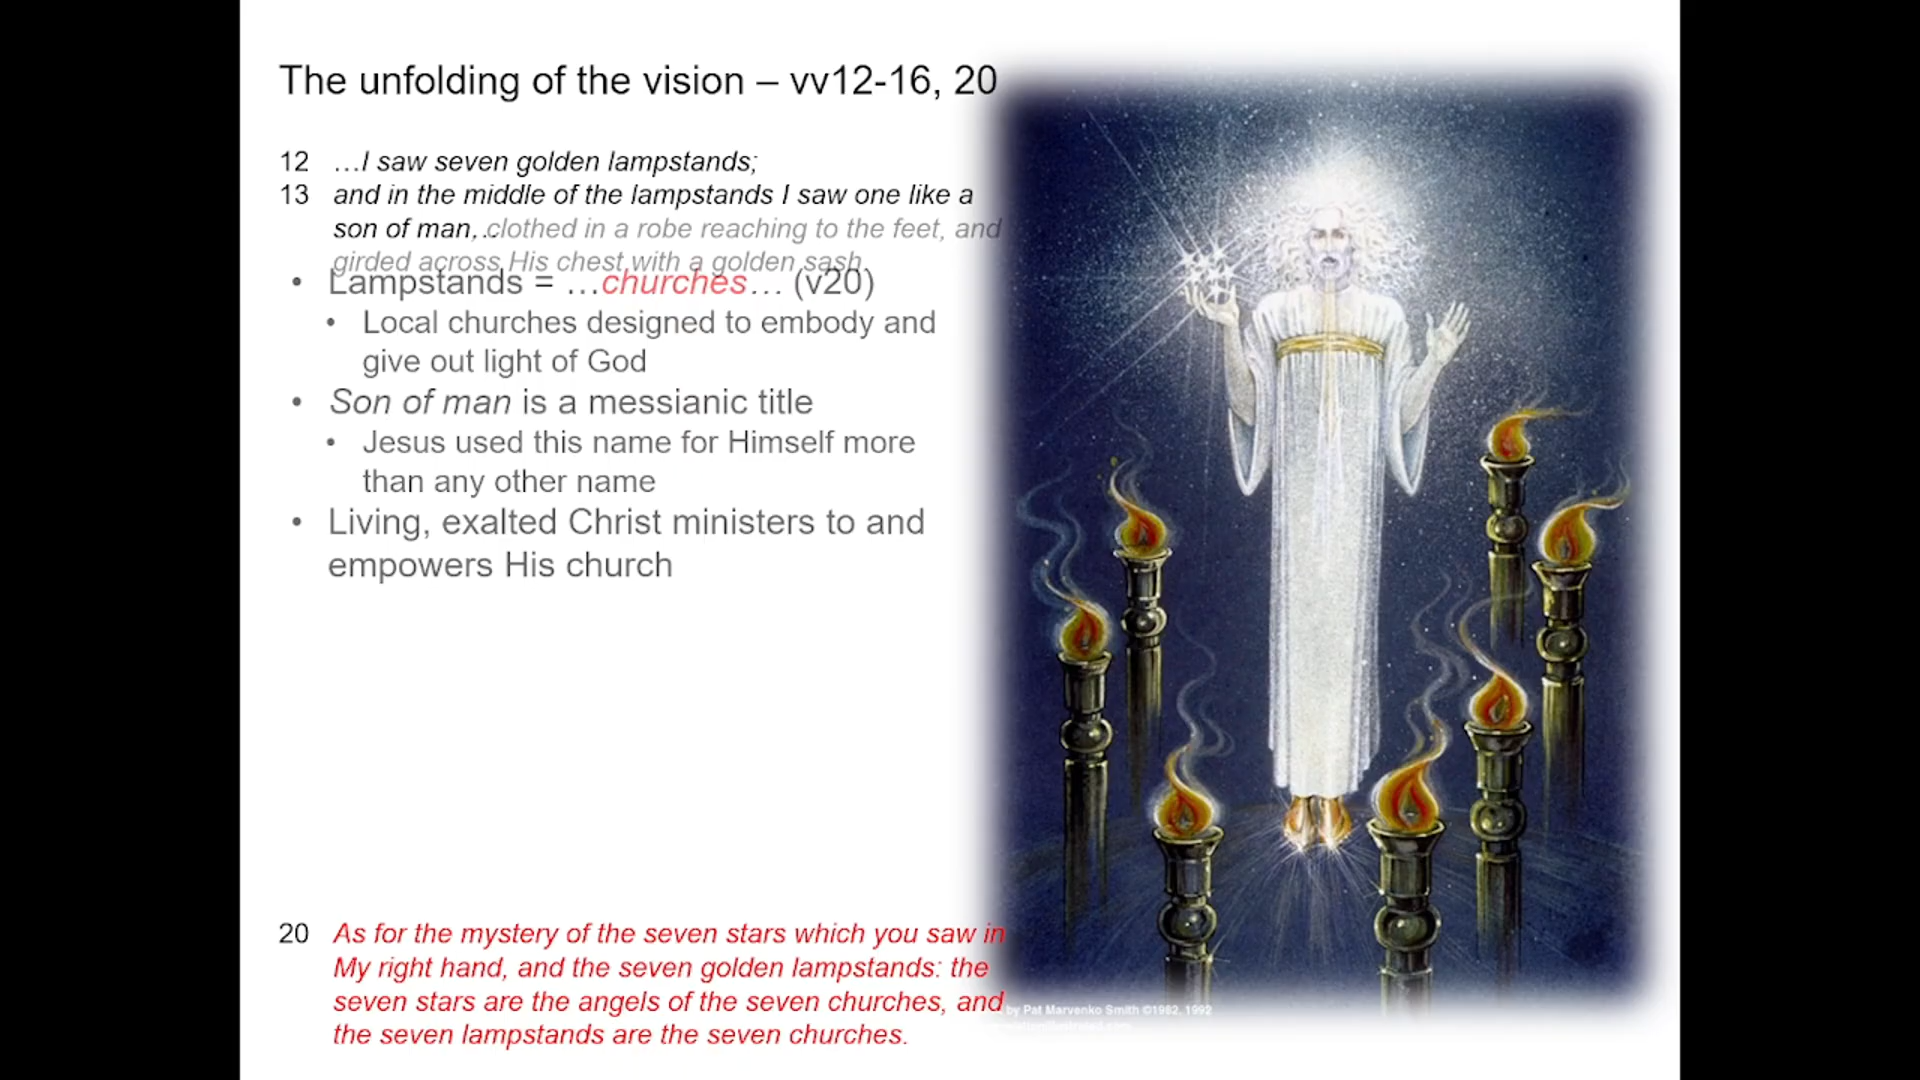 The unfolding of the vision – vv12-16, 20
12 …I saw seven golden lampstands;
13 and in the middle of the lampstands I saw one like a
son of man,…clothed in a robe reaching to the feet, and
girded across His chest with a golden sash
• Lampstands = …churches… (v20)
• Local churches designed to embody and
give out light of God
• Son of man is a messianic title
• Jesus used this name for Himself more
than any other name
• Living, exalted Christ ministers to and
empowers His church
20 As for the mystery of the seven stars which you saw in
My right hand, and the seven golden lampstands: the
seven stars are the angels of the seven churches, and
the seven lampstands are the seven churches.
by Pat Marvenko Smith ©1982, 1992